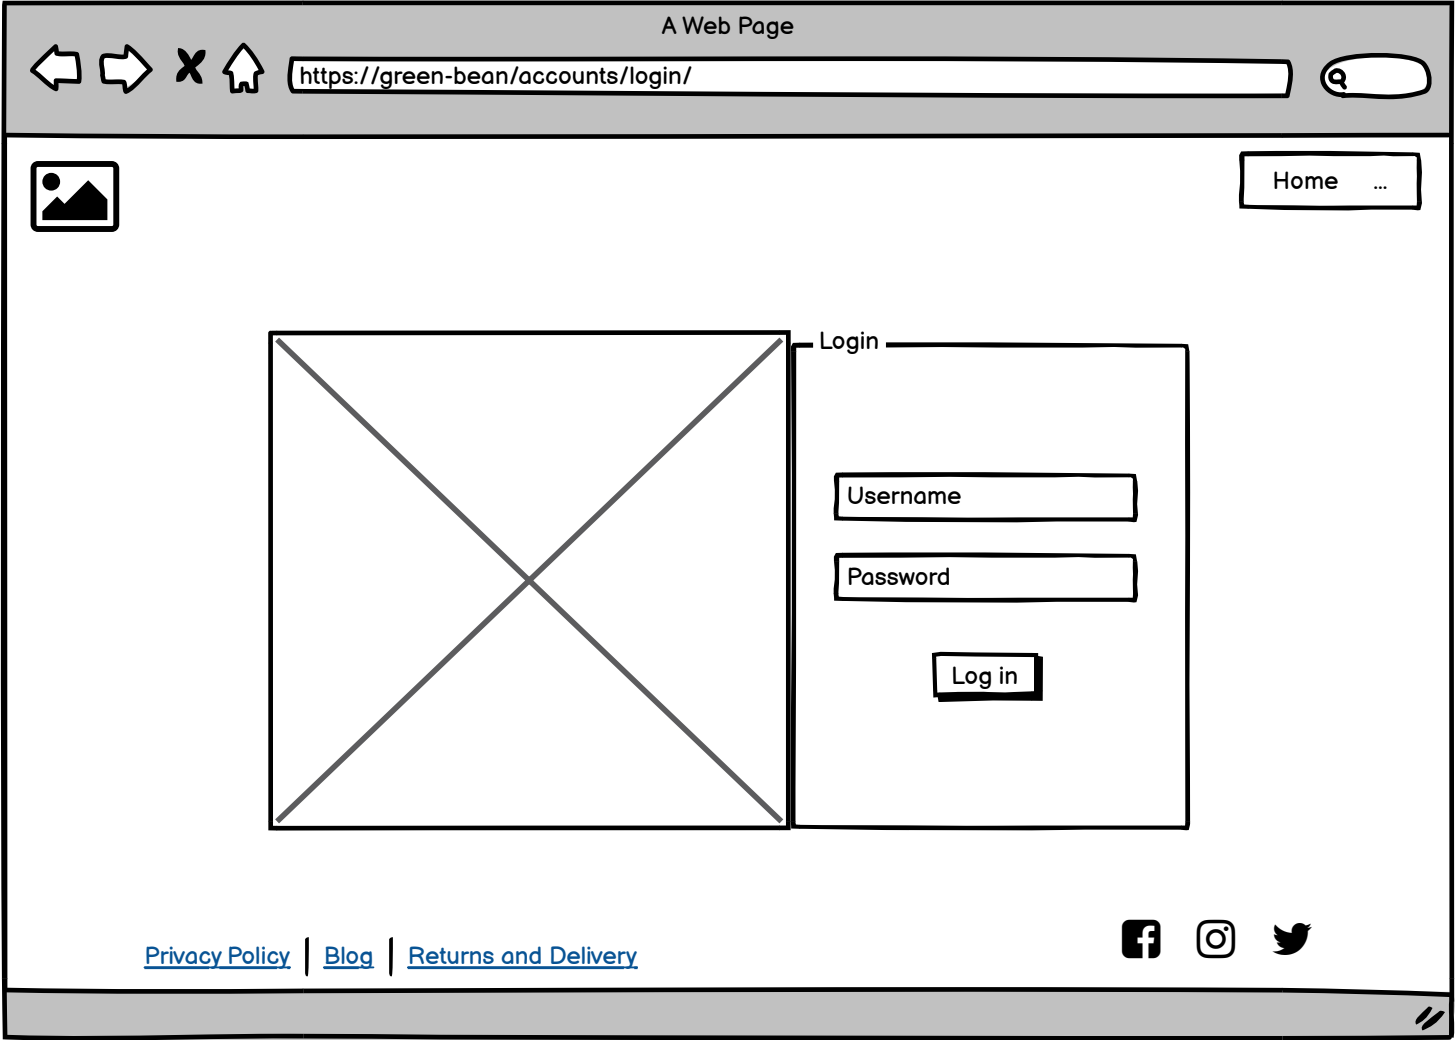 A Web Page
https://green-bean/accounts/login/
Home ...
Login
Username
Password
Log in
Privacy Policy | Blog | Returns and Delivery